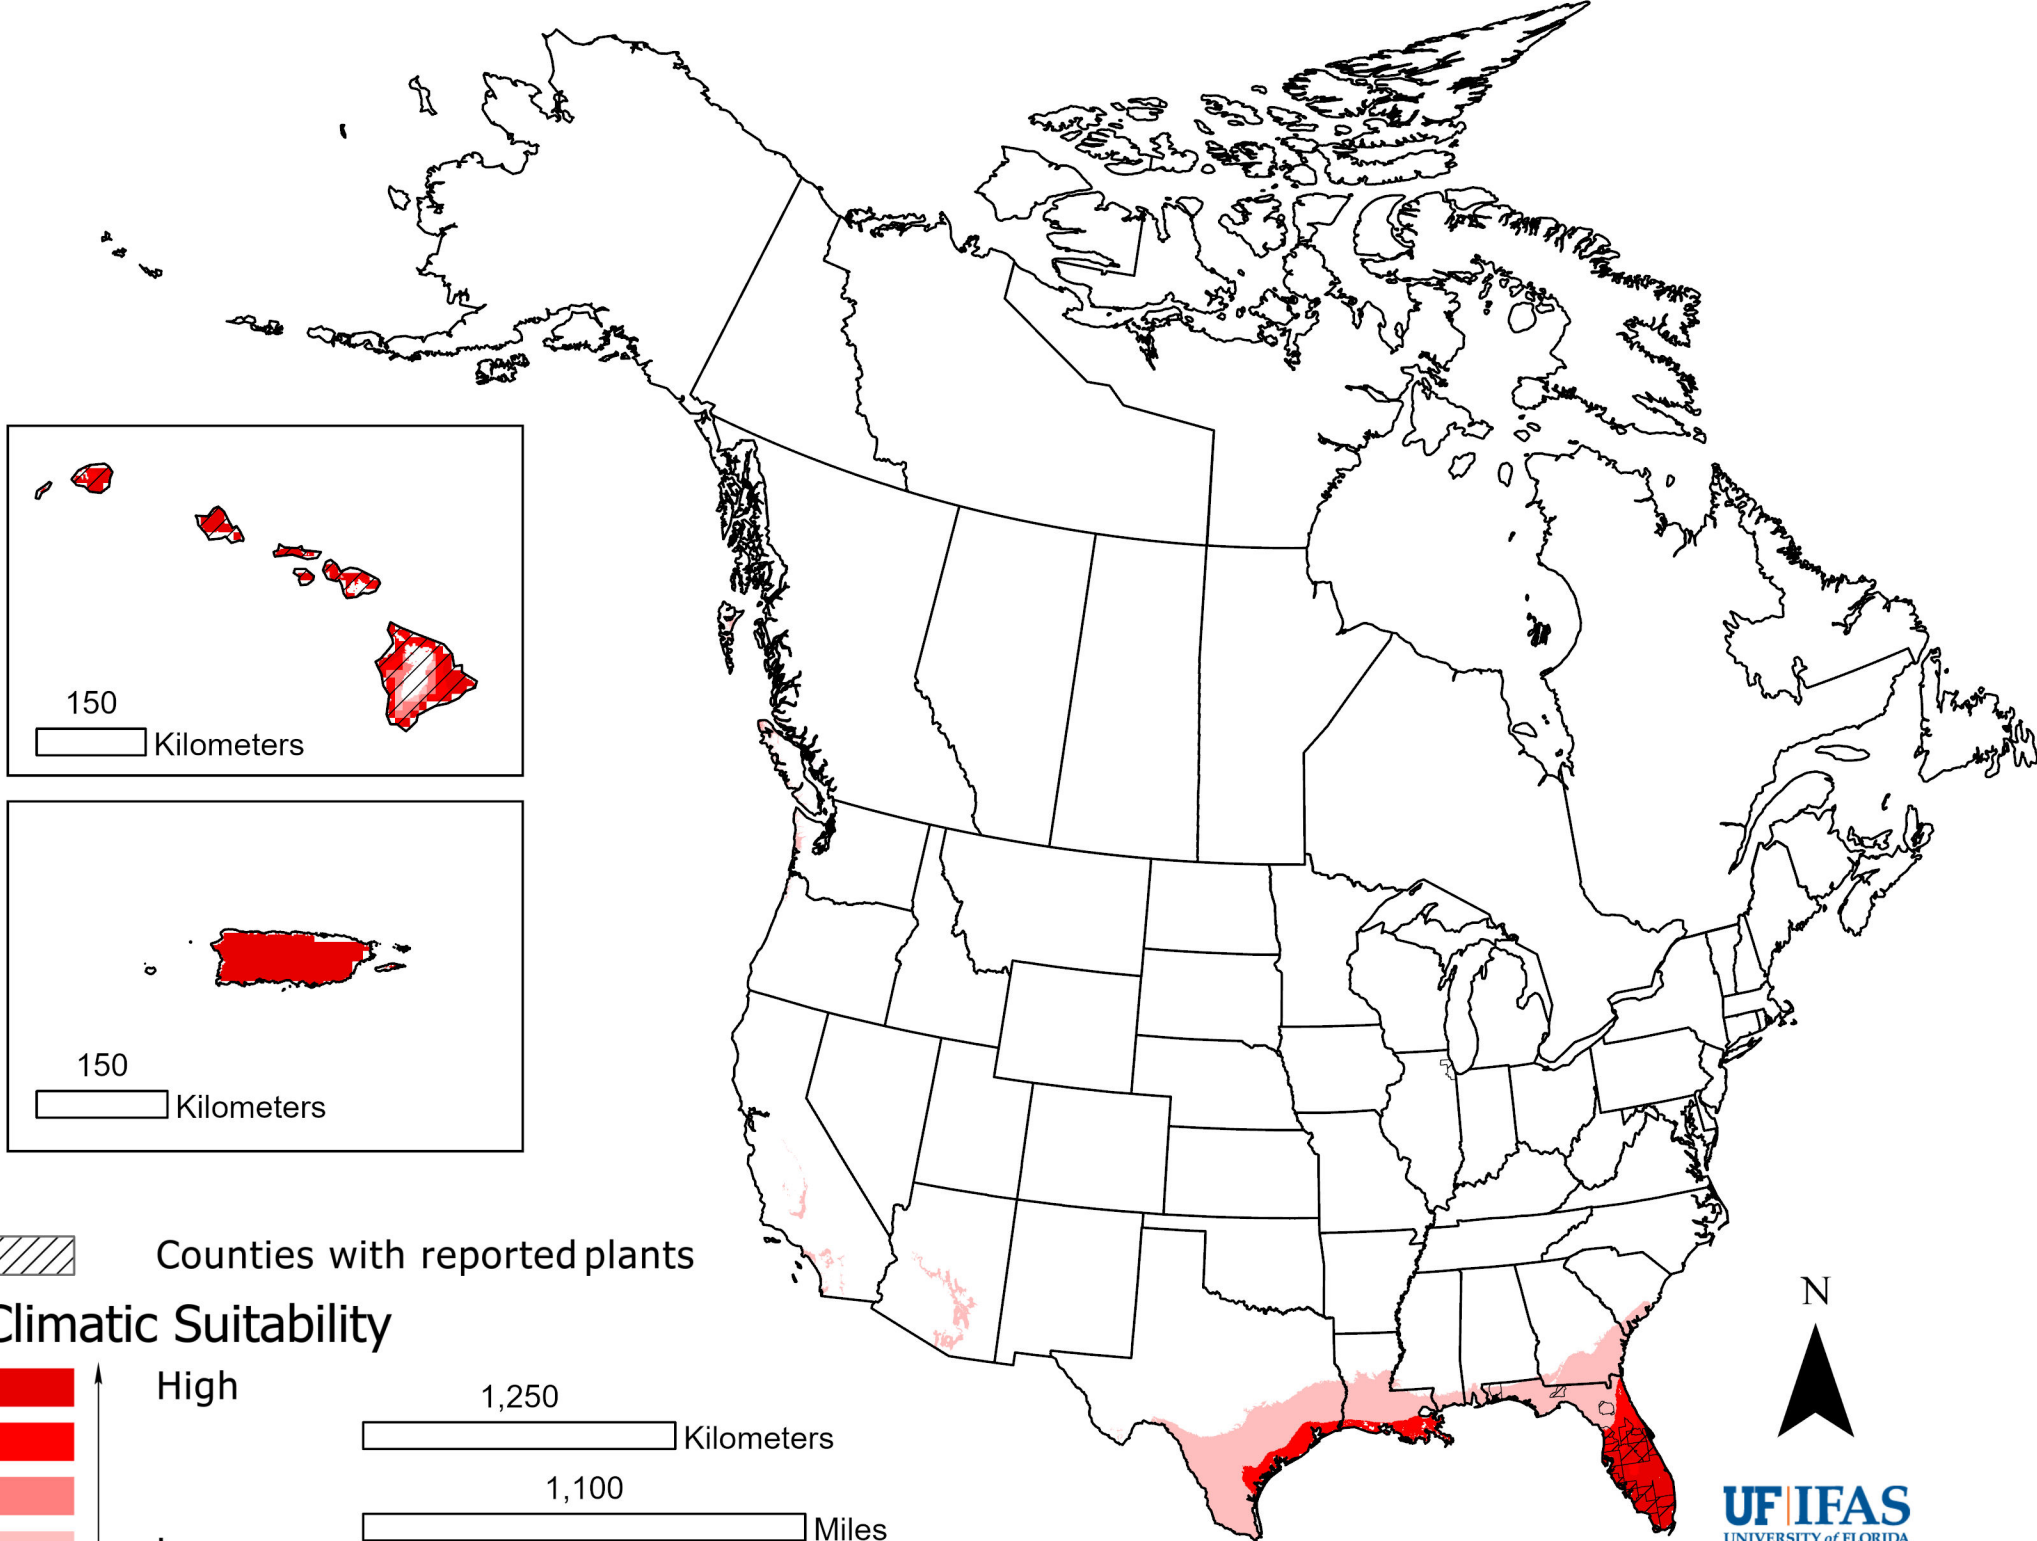 150
Kilometers
150
Kilometers
Counties with reported plants
Climatic Suitability
High
1,250
Kilometers
1,100
Miles
N
UF|IFAS
UNIVERSITY of FLORIDA